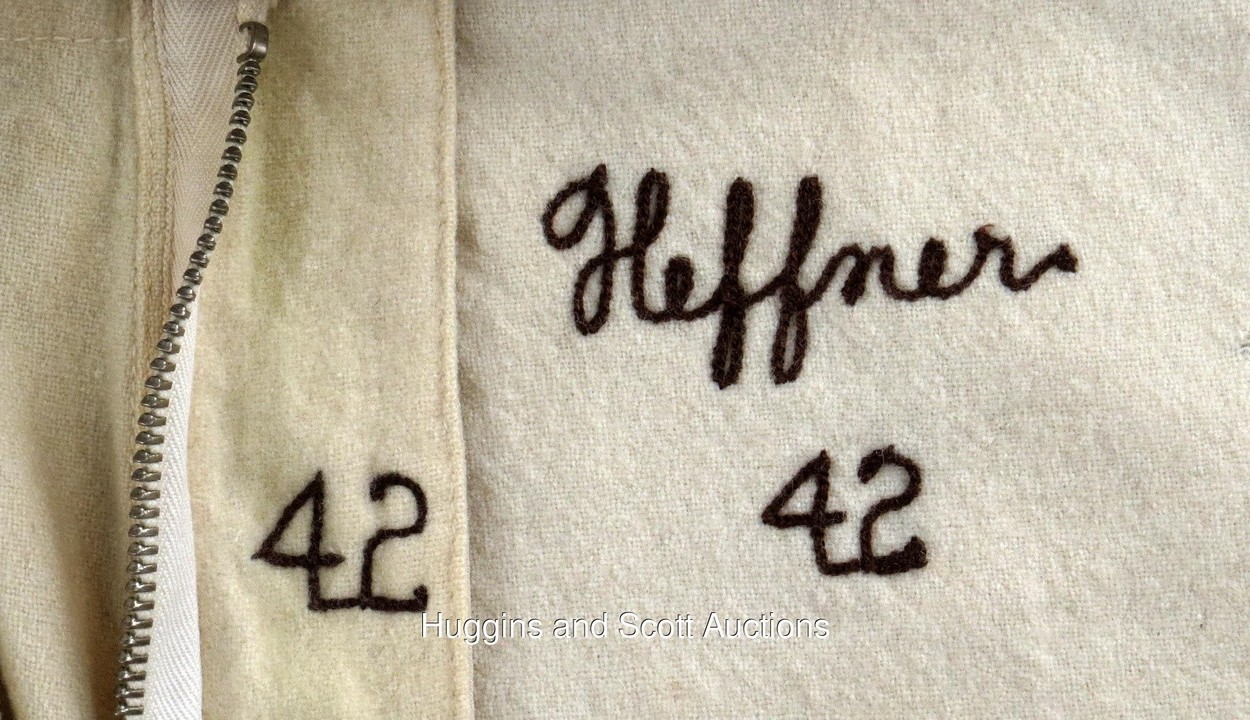 Heffner
42
42
Huggins and Scott Auctions